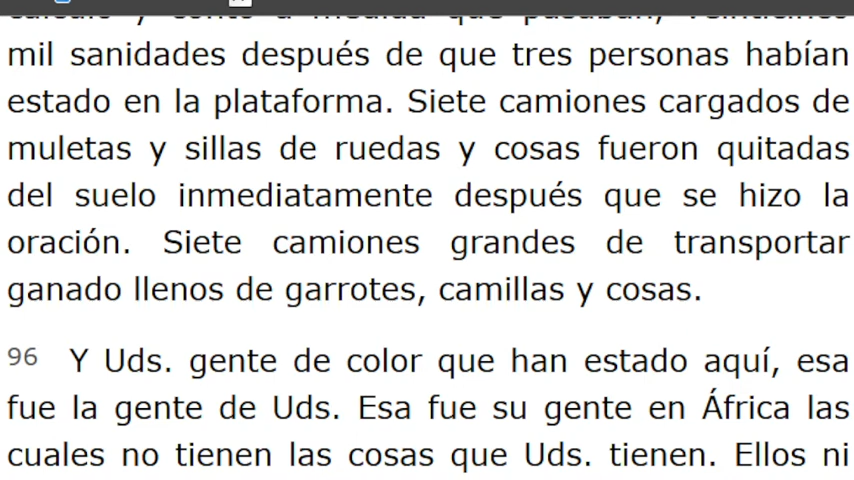 mil sanidades después de que tres personas habían
estado en la plataforma. Siete camiones cargados de
muletas y sillas de ruedas y cosas fueron quitadas
del suelo inmediatamente después que se hizo la
oración. Siete camiones grandes de transportar
ganado llenos de garrotes, camillas y cosas.
96 Y Uds. gente de color que han estado aquí, esa
fue la gente de Uds. Esa fue su gente en África las
cuales no tienen las cosas que Uds. tienen. Ellos ni